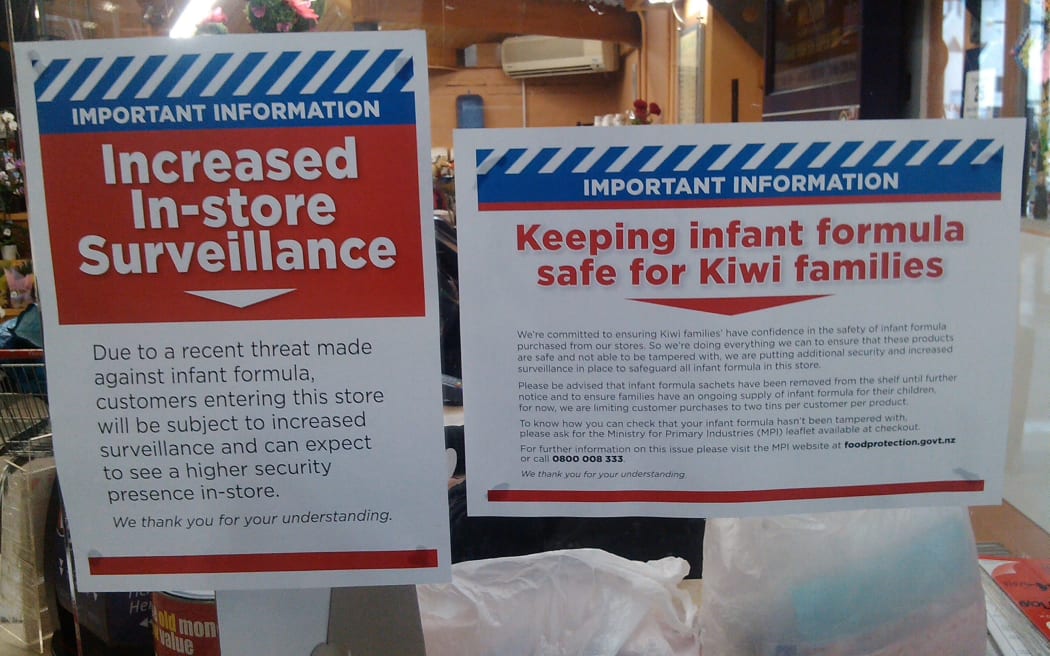 IMPORTANT INFORMATION
Increased
In-store
Surveillance
Due to a recent threat made
against infant formula,
customers entering this store
will be subject to increased
surveillance and can expect
to see a higher security
presence in-store.
We thank you for your understanding.
IMPORTANT INFORMATION
Keeping infant formula
safe for Kiwi families
We're committed to ensuring Kiwi families' have confidence in the safety of infant formula
purchased from our stores. So we're doing everything we can to ensure that these products
are safe and not able to be tampered with, we are putting additional security and increased
surveillance in place to safeguard all infant formula in this store.
Please be advised that infant formula sachets have been removed from the shelf until further
notice and to ensure families have an ongoing supply of infant formula for their children,
for now, we are limiting customer purchases to two tins per customer per product.
To know how you can check that your infant formula hasn't been tampered with,
please ask for the Ministry for Primary Industries (MPI) leaflet available at checkout.
For further information on this issue please visit the MPI website at foodprotection.govt.nz
or call 0800 008 333.
We thank you for your understanding.
old mon
value